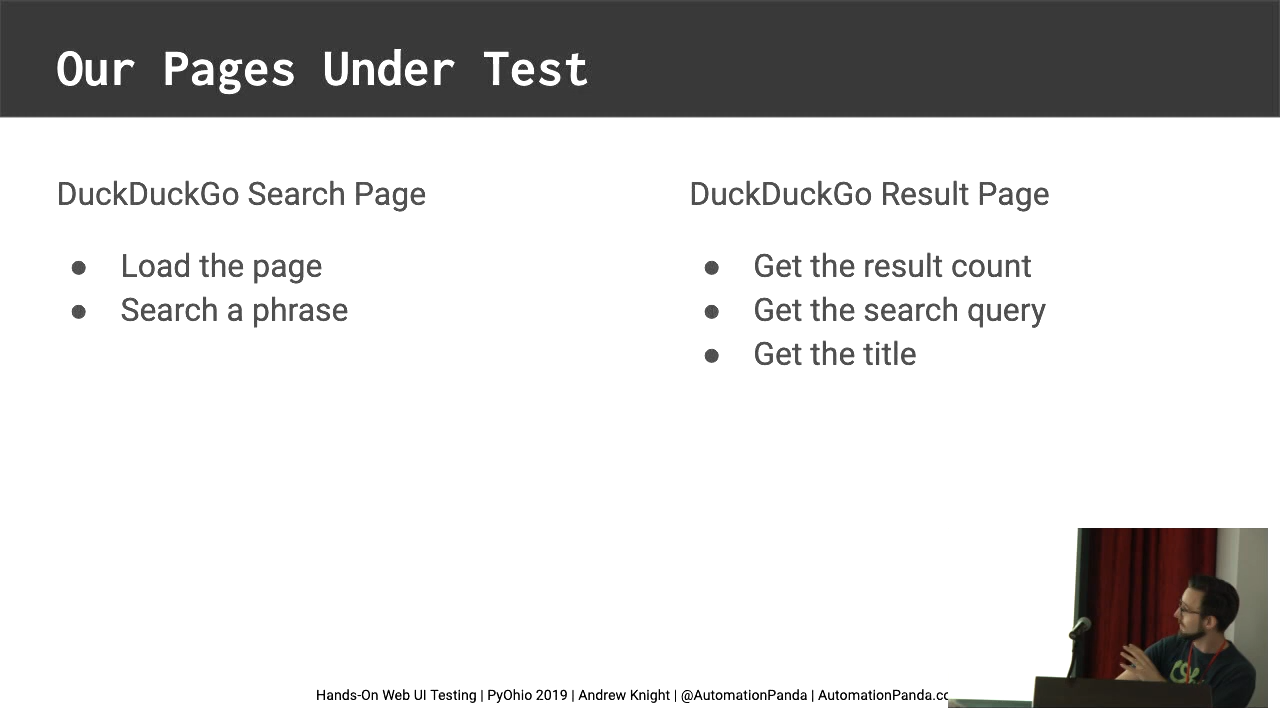 Our Pages Under Test
DuckDuckGo Search Page
● Load the page
● Search a phrase
DuckDuckGo Result Page
● Get the result count
● Get the search query
● Get the title
Hands-On Web UI Testing | PyOhio 2019 | Andrew Knight | @AutomationPanda | AutomationPanda.co